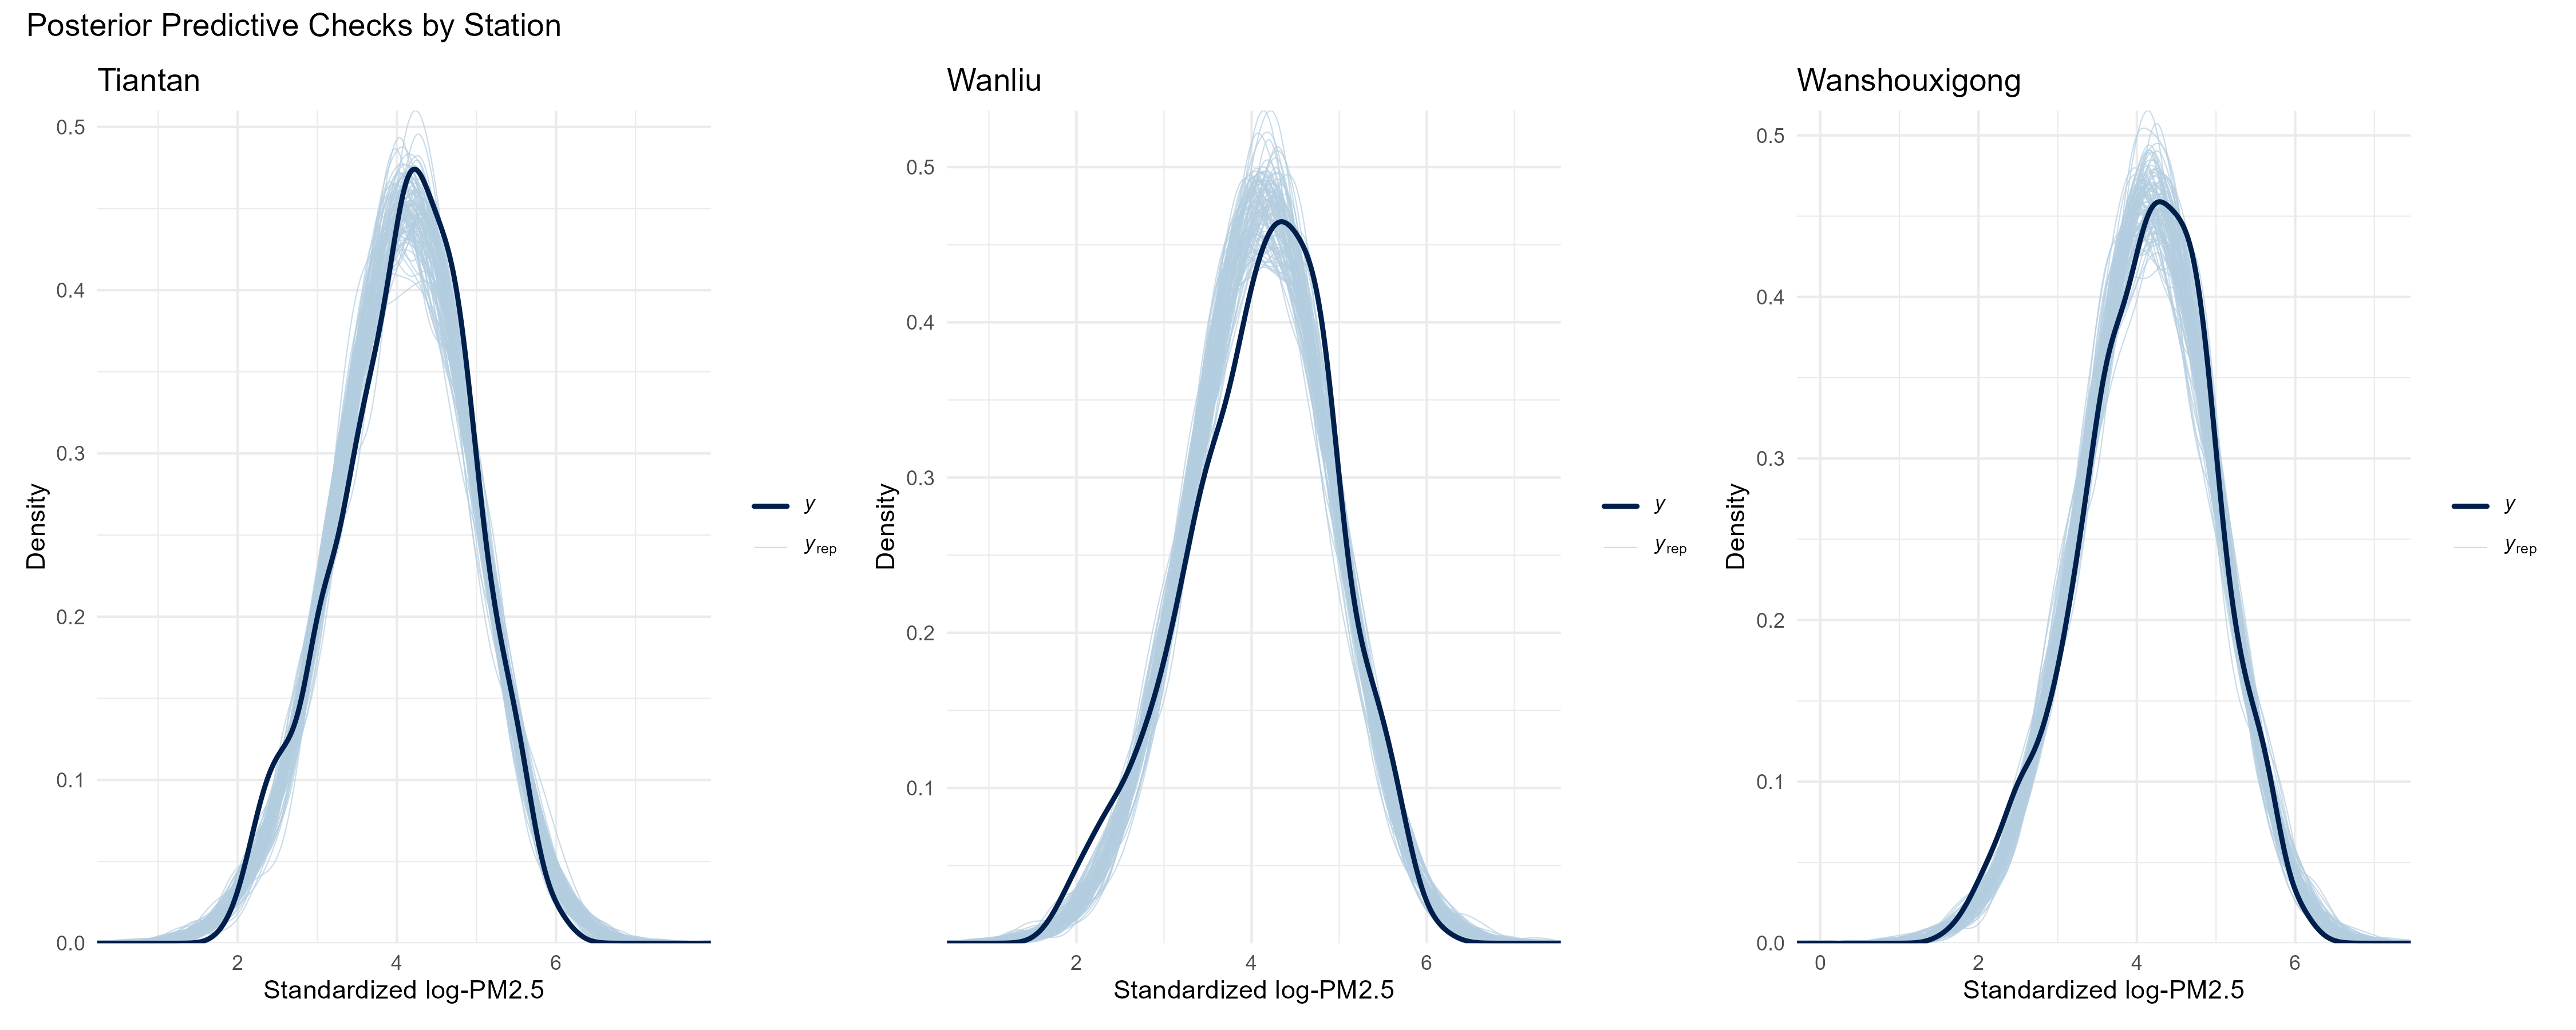 Posterior Predictive Checks by Station
Tiantan
Density
0.5
0.4
0.3
0.2
0.1
0.0
2 4 6
Standardized log-PM2.5
y
yrep
Wanliu
Density
0.5
0.4
0.3
0.2
0.1
2 4 6
Standardized log-PM2.5
y
yrep
Wanshouxigong
Density
0.5
0.4
0.3
0.2
0.1
0.0
0 2 4 6
Standardized log-PM2.5
y
yrep